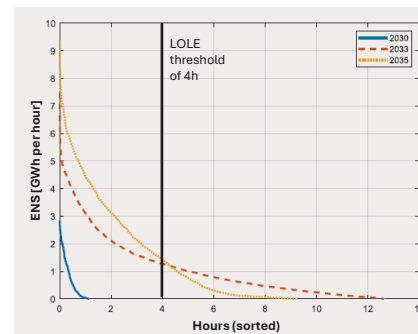 10
9
8
7
6
5
4
3
2
1
0
ENS [GWh per hour]
LOLE
threshold
of 4h
2030
2033
2035
0 2 4 6 8 10 12 14
Hours (sorted)